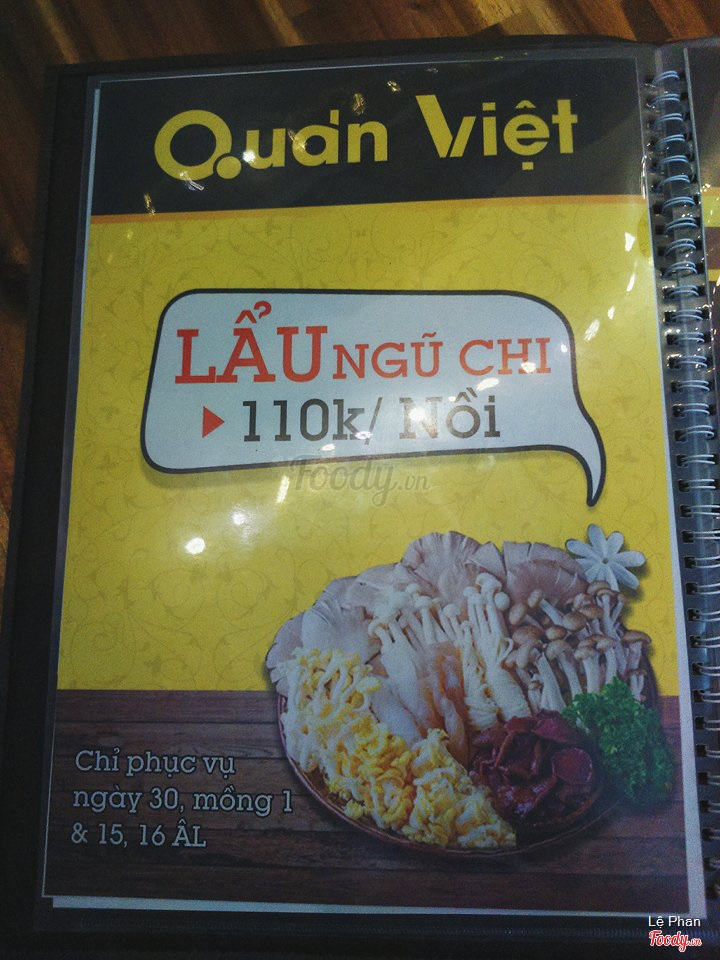 Quán Việt
LẨU NGŨ CHI
110k/ Nồi
Foody.vn
Chỉ phục vụ
ngày 30, mồng 1
& 15, 16 ÂL
Lệ Phan
Foody.vn